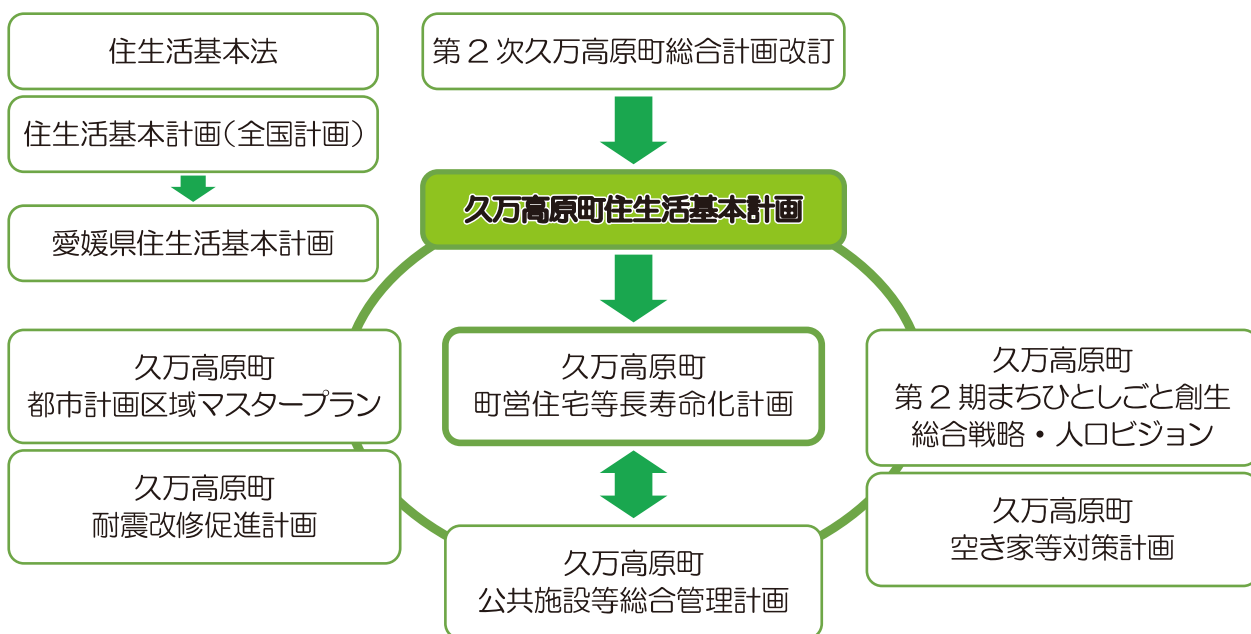 住生活基本法
住生活基本計画（全国計画）
愛媛県住生活基本計画
第２次久万高原町総合計画改訂
久万高原町住生活基本計画
久万高原町
都市計画区域マスタープラン
久万高原町
耐震改修促進計画
久万高原町
町営住宅等長寿命化計画
久万高原町
公共施設等総合管理計画
久万高原町
第２期まちひとしごと創生
総合戦略・人口ビジョン
久万高原町
空き家等対策計画